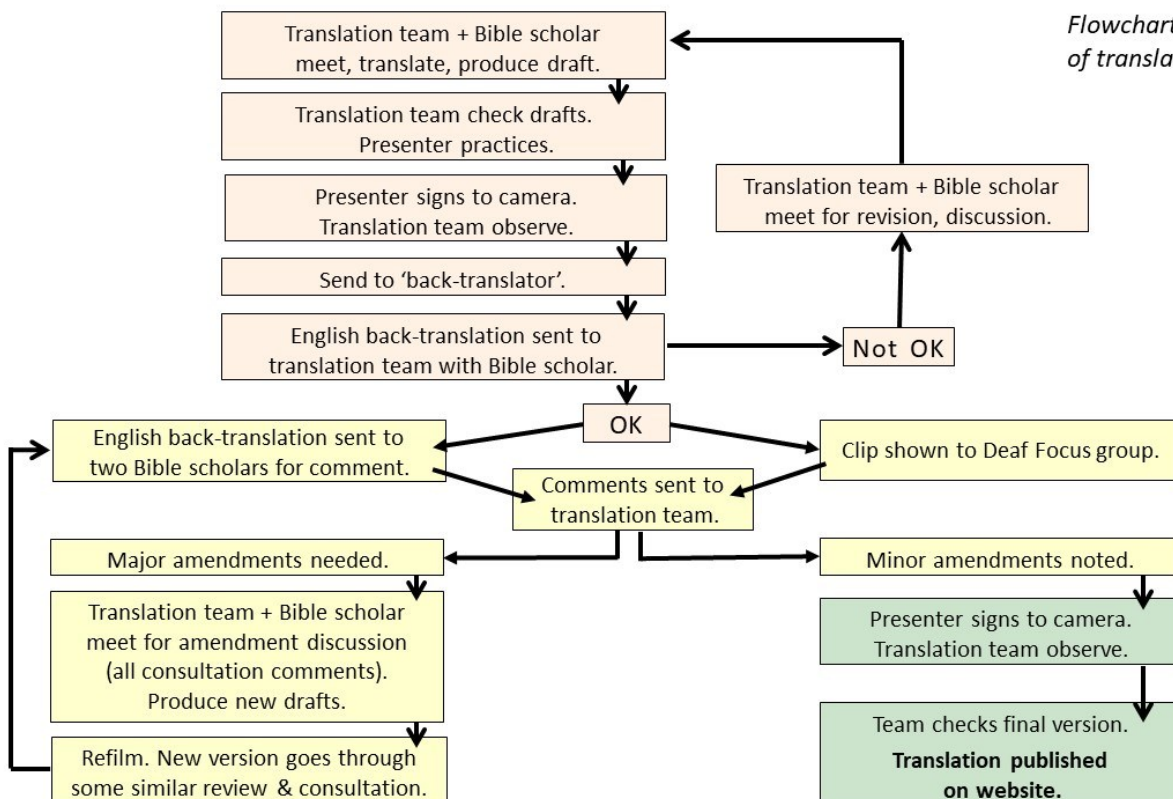 Flowchart
of transla
Translation team + Bible scholar
meet, translate, produce draft.
Translation team check drafts.
Presenter practices.
Presenter signs to camera.
Translation team observe.
Translation team + Bible scholar
meet for revision, discussion.
Send to ‘back-translator’.
English back-translation sent to
translation team with Bible scholar.
Not OK
OK
English back-translation sent to
two Bible scholars for comment.
Clip shown to Deaf Focus group.
Comments sent to
translation team.
Major amendments needed.
Minor amendments noted.
Translation team + Bible scholar
meet for amendment discussion
(all consultation comments).
Produce new drafts.
Presenter signs to camera.
Translation team observe.
Refilm. New version goes through
some similar review & consultation.
Team checks final version.
Translation published
on website.